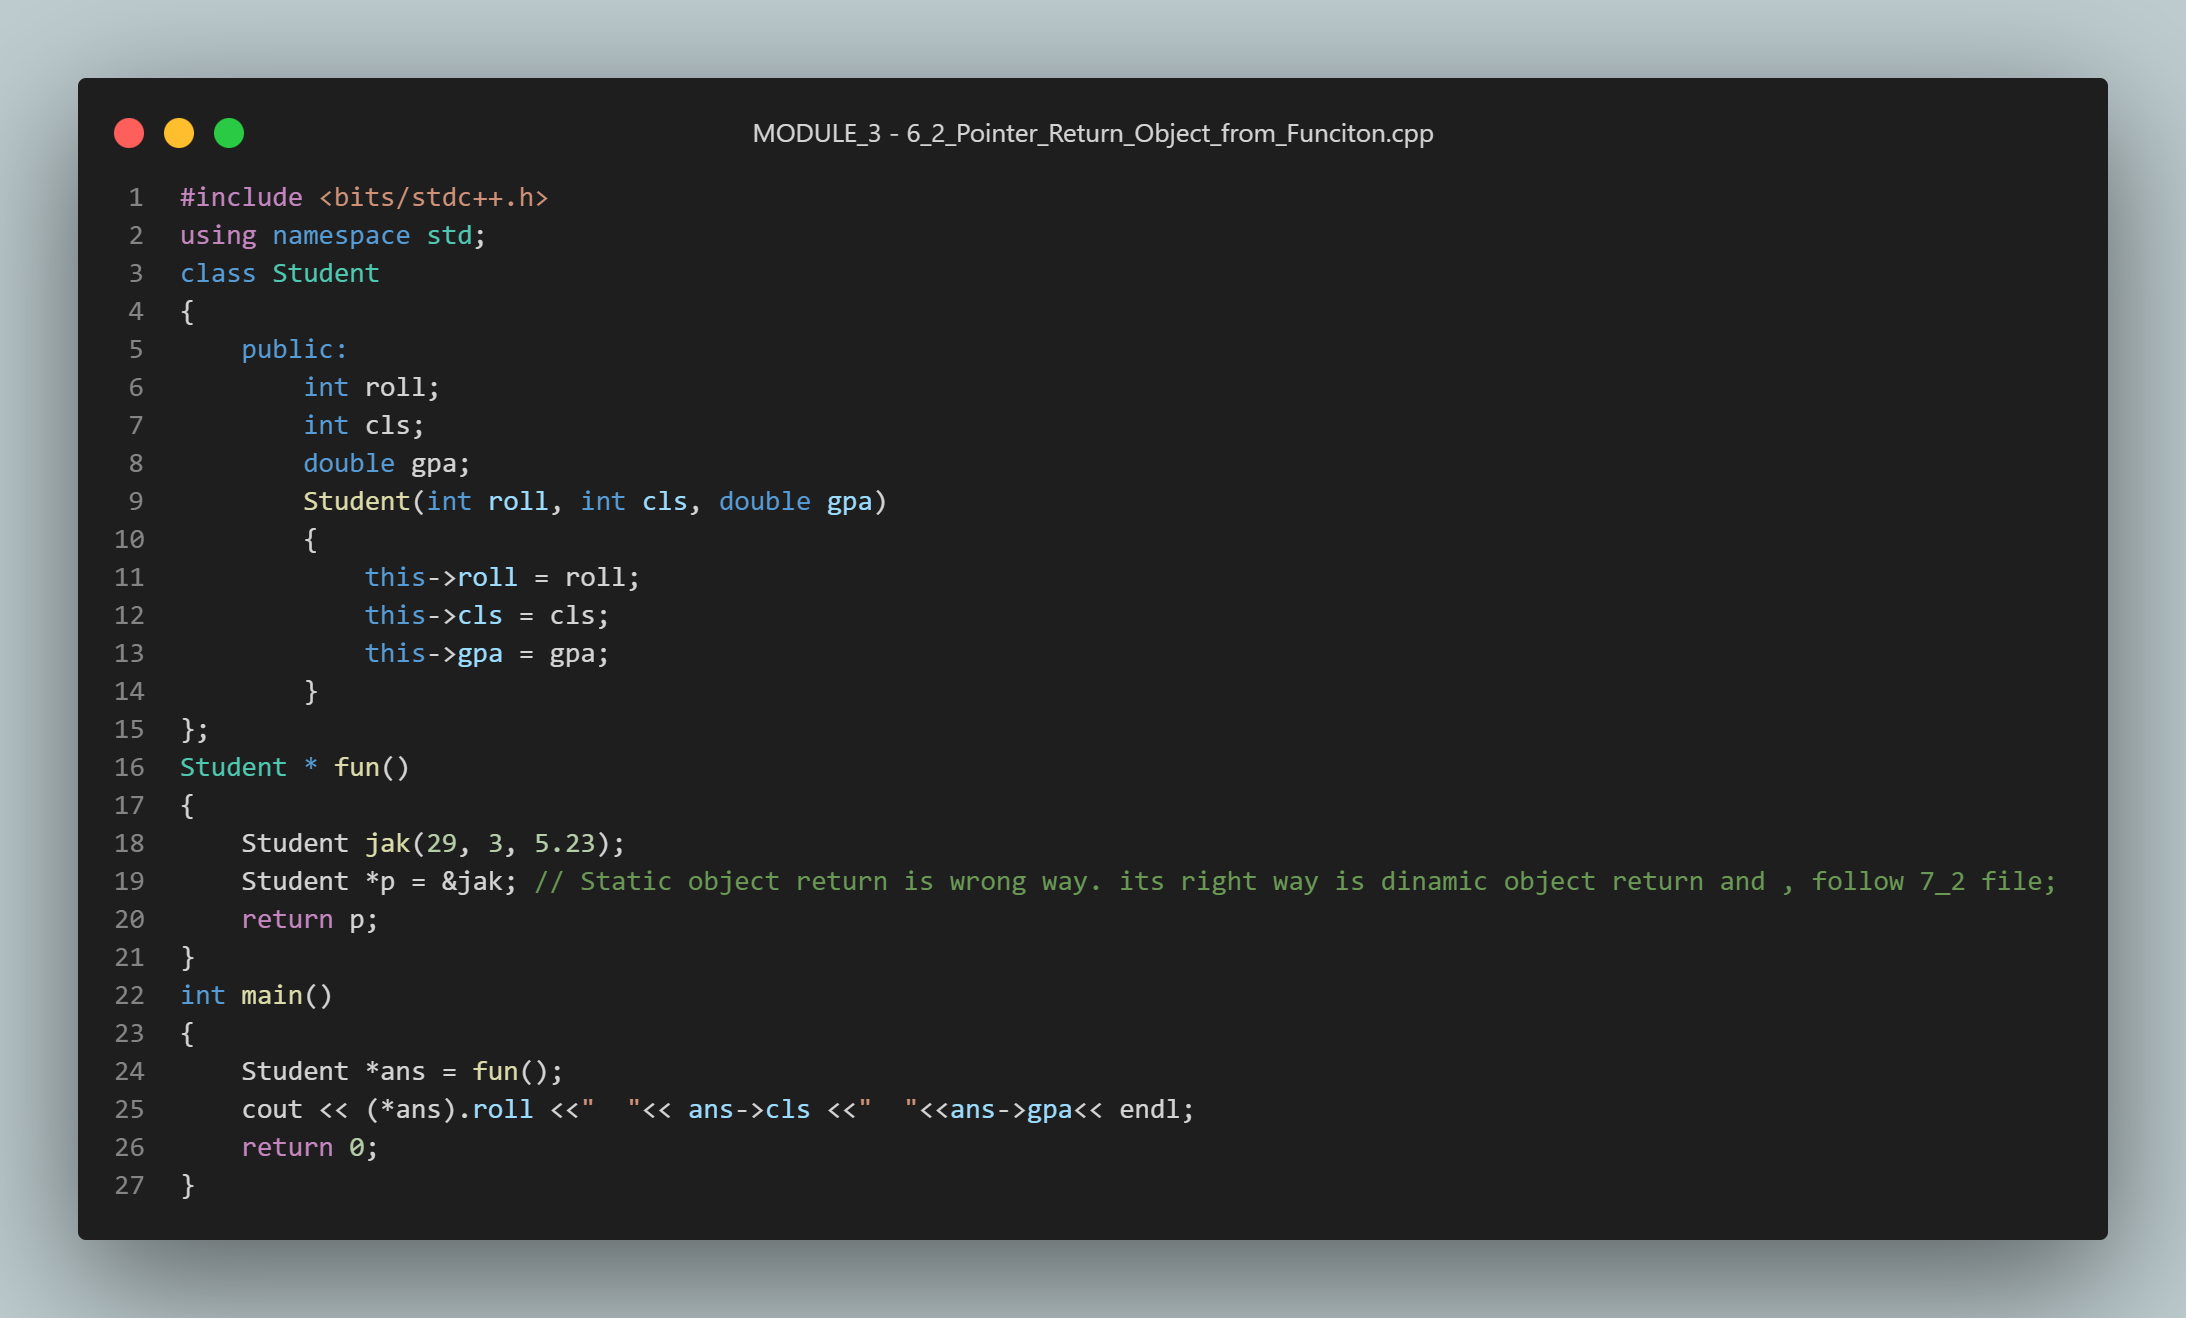 MODULE_3 - 6_2_Pointer_Return_Object_from_Funciton.cpp
1 #include <bits/stdc++.h>
2 using namespace std;
3 class Student
4 {
5     public:
6         int roll;
7         int cls;
8         double gpa;
9         Student(int roll, int cls, double gpa)
10         {
11             this->roll = roll;
12             this->cls = cls;
13             this->gpa = gpa;
14         }
15 };
16 Student * fun()
17 {
18     Student jak(29, 3, 5.23);
19     Student *p = &jak; // Static object return is wrong way. its right way is dinamic object return and , follow 7_2 file;
20     return p;
21 }
22 int main()
23 {
24     Student *ans = fun();
25     cout << (*ans).roll <<"  "<< ans->cls <<"  "<<ans->gpa<< endl;
26     return 0;
27 }